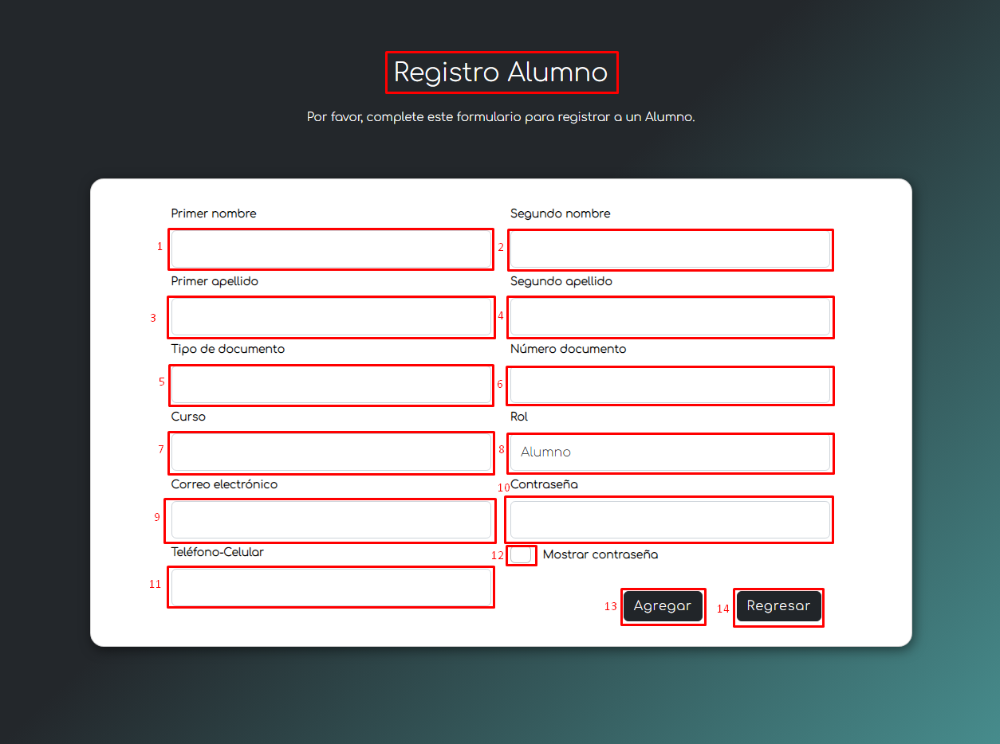 Registro Alumno
Por favor, complete este formulario para registrar a un Alumno.
Primer nombre Segundo nombre
1 2
Primer apellido Segundo apellido
3 4
Tipo de documento Número documento
5 6
Curso Rol
7 8 Alumno
Correo electrónico 10 Contraseña
9
Teléfono-Celular 12 Mostrar contraseña
11
13 Agregar 14 Regresar